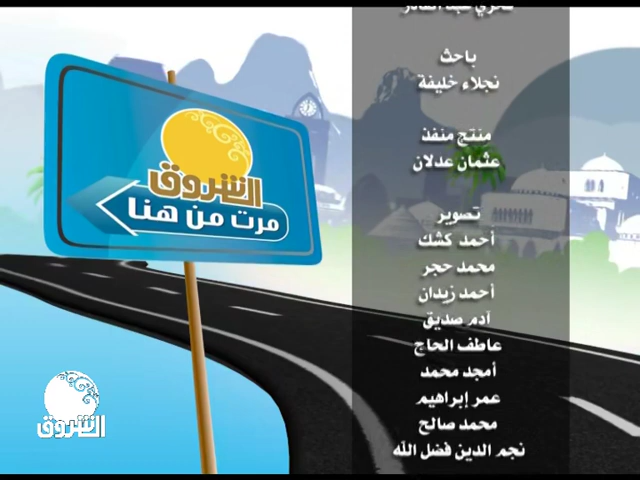 باحث
نجلاء خليفة
منتج منفذ
عثمان عدلان
تصوير
أحمد كشك
محمد حجر
أحمد زيدان
آدم صديق
عاطف الحاج
أمجد محمد
عمر إبراهيم
محمد صالح
نجم الدين فضل الله
الشروق
مرت من هنا
الشروق